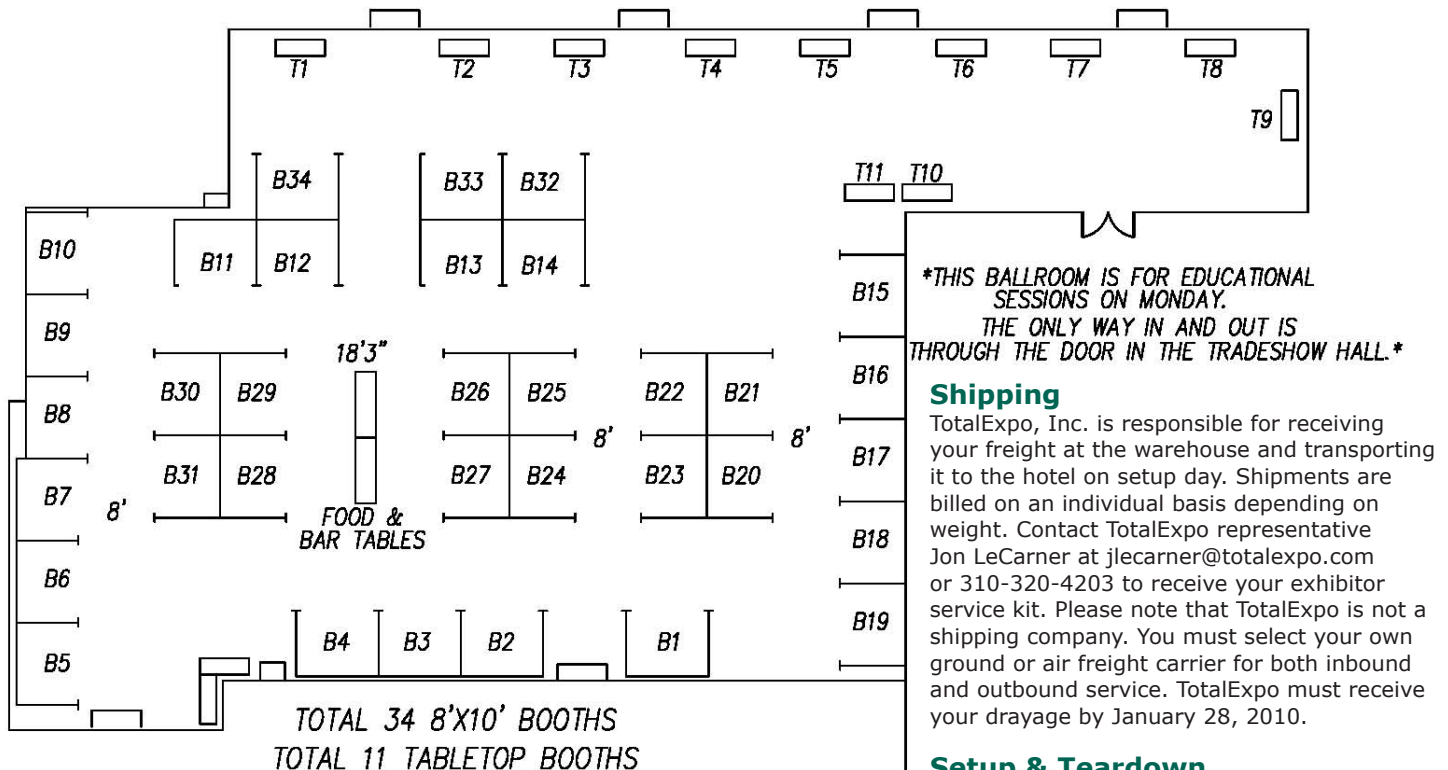 T1 T2 T3 T4 T5 T6 T7 T8
T9
T11 T10
B34 B33 B32
B10
B11 B12 B13 B14
B15
*THIS BALLROOM IS FOR EDUCATIONAL
SESSIONS ON MONDAY.
THE ONLY WAY IN AND OUT IS
THROUGH THE DOOR IN THE TRADESHOW HALL.*
B9
18'3"
B16
B30 B29 B26 B25 B22 B21
B8
8' 8'
B17
B31 B28 B27 B24 B23 B20
B7
8'
FOOD &
BAR TABLES
B18
B6
B19
B4 B3 B2 B1
B5
TOTAL 34 8'X10' BOOTHS
TOTAL 11 TABLETOP BOOTHS
Shipping
TotalExpo, Inc. is responsible for receiving
your freight at the warehouse and transporting
it to the hotel on setup day. Shipments are
billed on an individual basis depending on
weight. Contact TotalExpo representative
Jon LeCarner at jlecarner@totalexpo.com
or 310-320-4203 to receive your exhibitor
service kit. Please note that TotalExpo is not a
shipping company. You must select your own
ground or air freight carrier for both inbound
and outbound service. TotalExpo must receive
your drayage by January 28, 2010.
Setup & Teardown